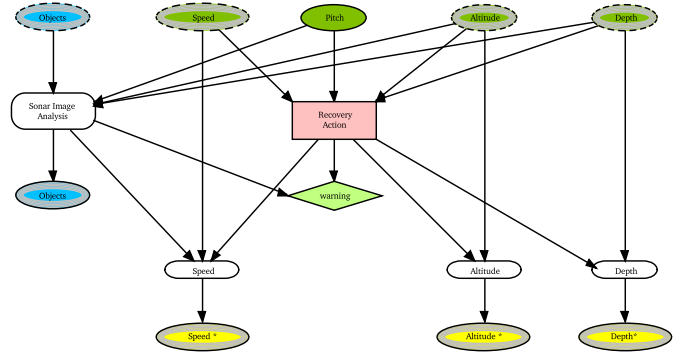 Objects
Speed
Pitch
Altitude
Depth
Sonar Image
Analysis
Recovery
Action
Objects
warning
Speed
Altitude
Depth
Speed *
Altitude *
Depth*